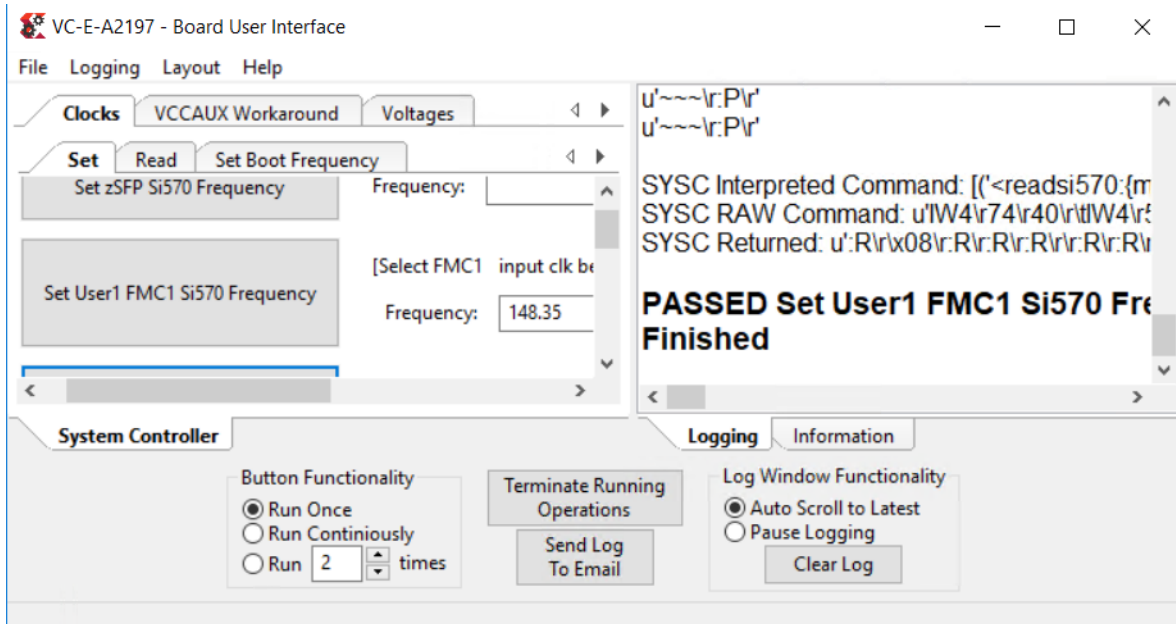 VC-E-A2197 - Board User Interface
File Logging Layout Help
Clocks VCCAUX Workaround Voltages
Set Read Set Boot Frequency
Set zSFP Si570 Frequency Frequency:
[Select FMC1 input clk be
Set User1 FMC1 Si570 Frequency
Frequency: 148.35
System Controller
u'~~~\r:P\r'
u'~~~\r:P\r'
SYSC Interpreted Command: [('<readsi570:{m
SYSC RAW Command: u'lW4\r74\r40\r\tlW4\r5
SYSC Returned: u':R\r\x08\r:R\r:R\r:R\r\r:R\r:R\r
PASSED Set User1 FMC1 Si570 Fre
Finished
Logging Information
Button Functionality
Run Once
Run Continiously
Run 2 times
Terminate Running
Operations
Send Log
To Email
Log Window Functionality
Auto Scroll to Latest
Pause Logging
Clear Log